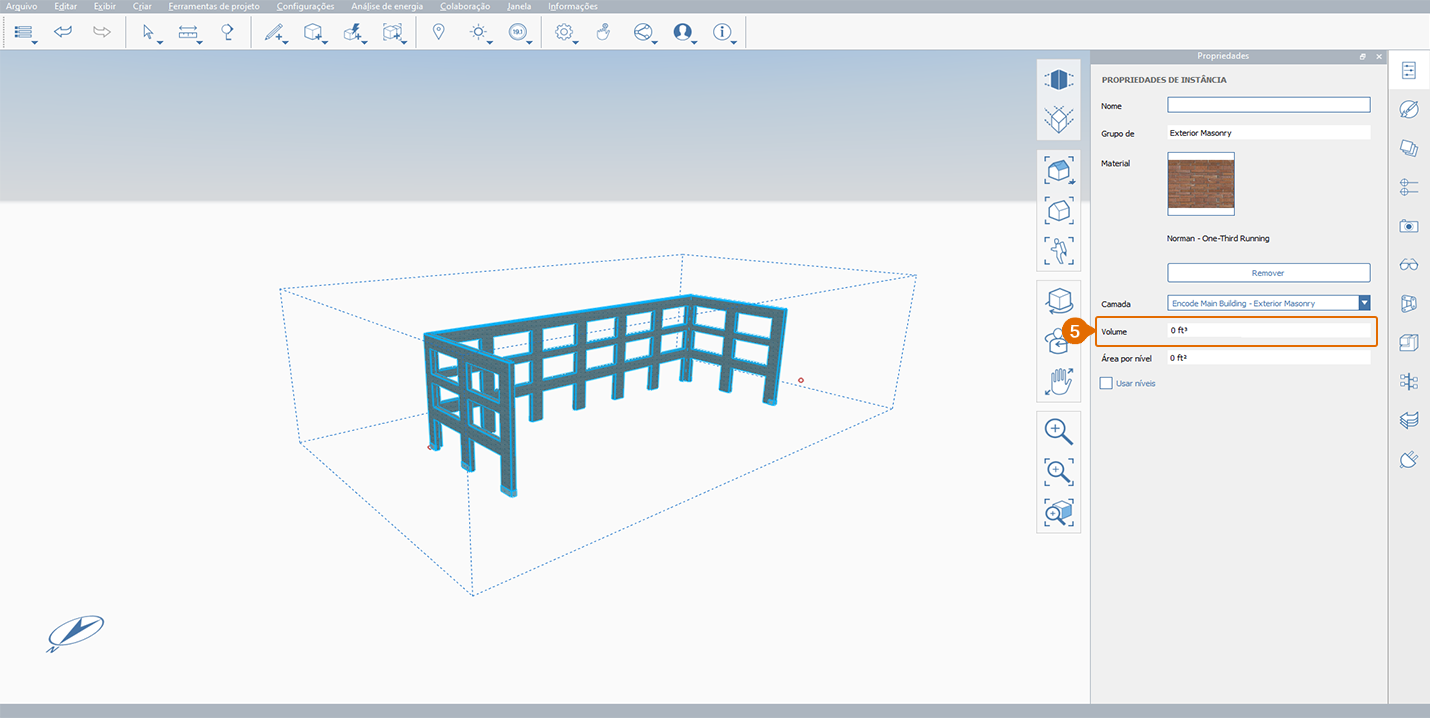 Arquivo Editar Exibir Criar Ferramentas de projeto Configurações Análise de energia Colaboração Janela Informações
19:1
Propriedades
PROPRIEDADES DE INSTÂNCIA
Nome
Grupo de Exterior Masonry
Material
Norman - One-Third Running
Remover
Camada Encode Main Building - Exterior Masonry
5 Volume 0 ft³
Área por nível 0 ft²
Usar níveis
N